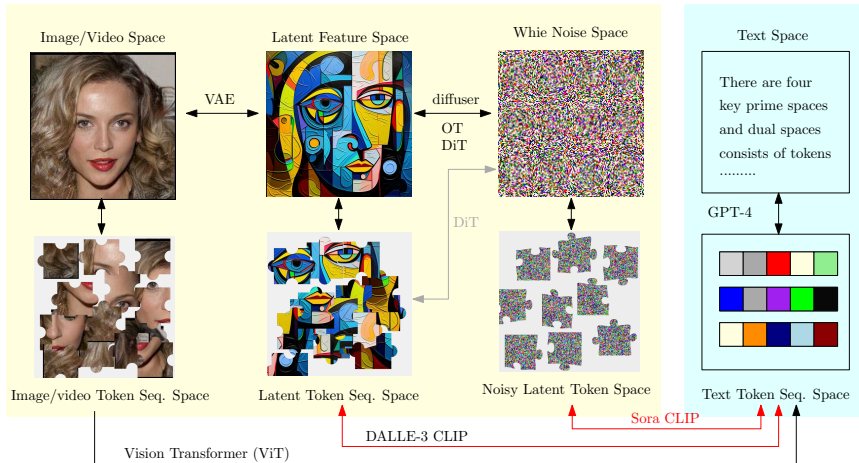 Image/Video Space
Latent Feature Space
Whie Noise Space
Text Space
VAE
diffuser
OT
DiT
There are four
key prime spaces
and dual spaces
consists of tokens
.........
DiT
GPT-4
Image/video Token Seq. Space
Latent Token Seq. Space
Noisy Latent Token Space
Text Token Seq. Space
Sora CLIP
DALLE-3 CLIP
Vision Transformer (ViT)